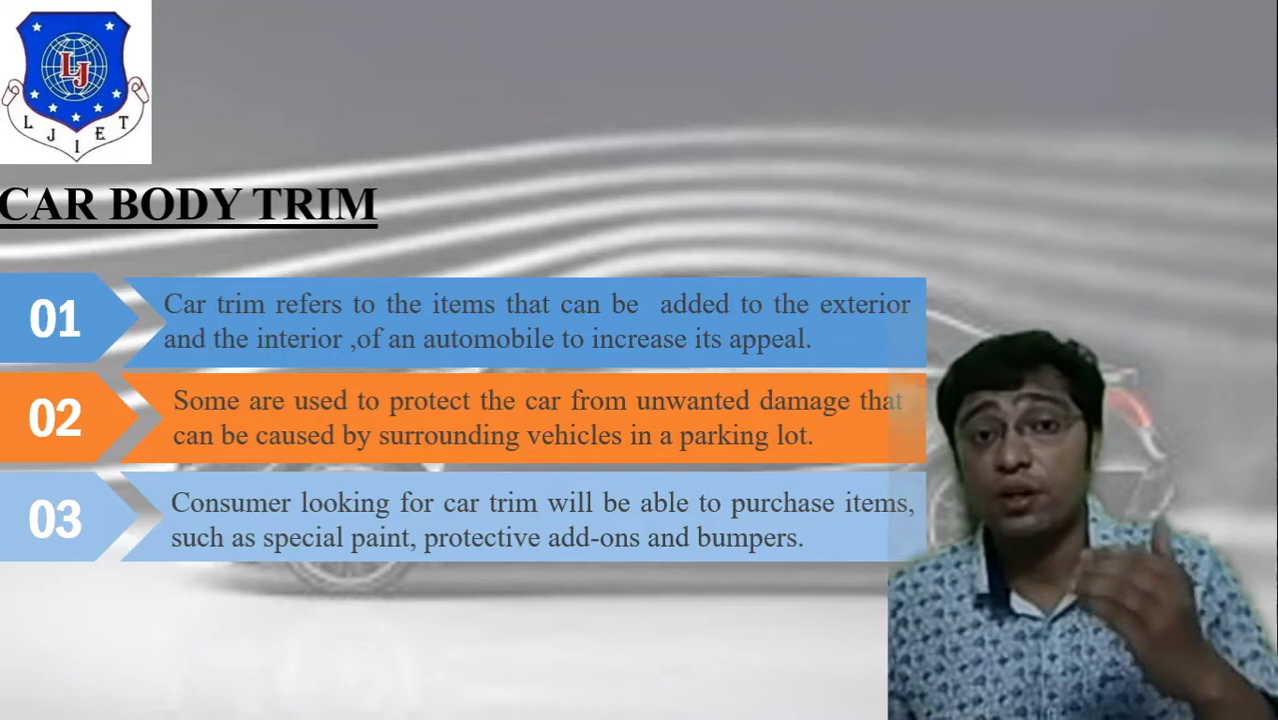 LJ
LJIET
CAR BODY TRIM
01
Car trim refers to the items that can be added to the exterior
and the interior ,of an automobile to increase its appeal.
02
Some are used to protect the car from unwanted damage that
can be caused by surrounding vehicles in a parking lot.
03
Consumer looking for car trim will be able to purchase items,
such as special paint, protective add-ons and bumpers.